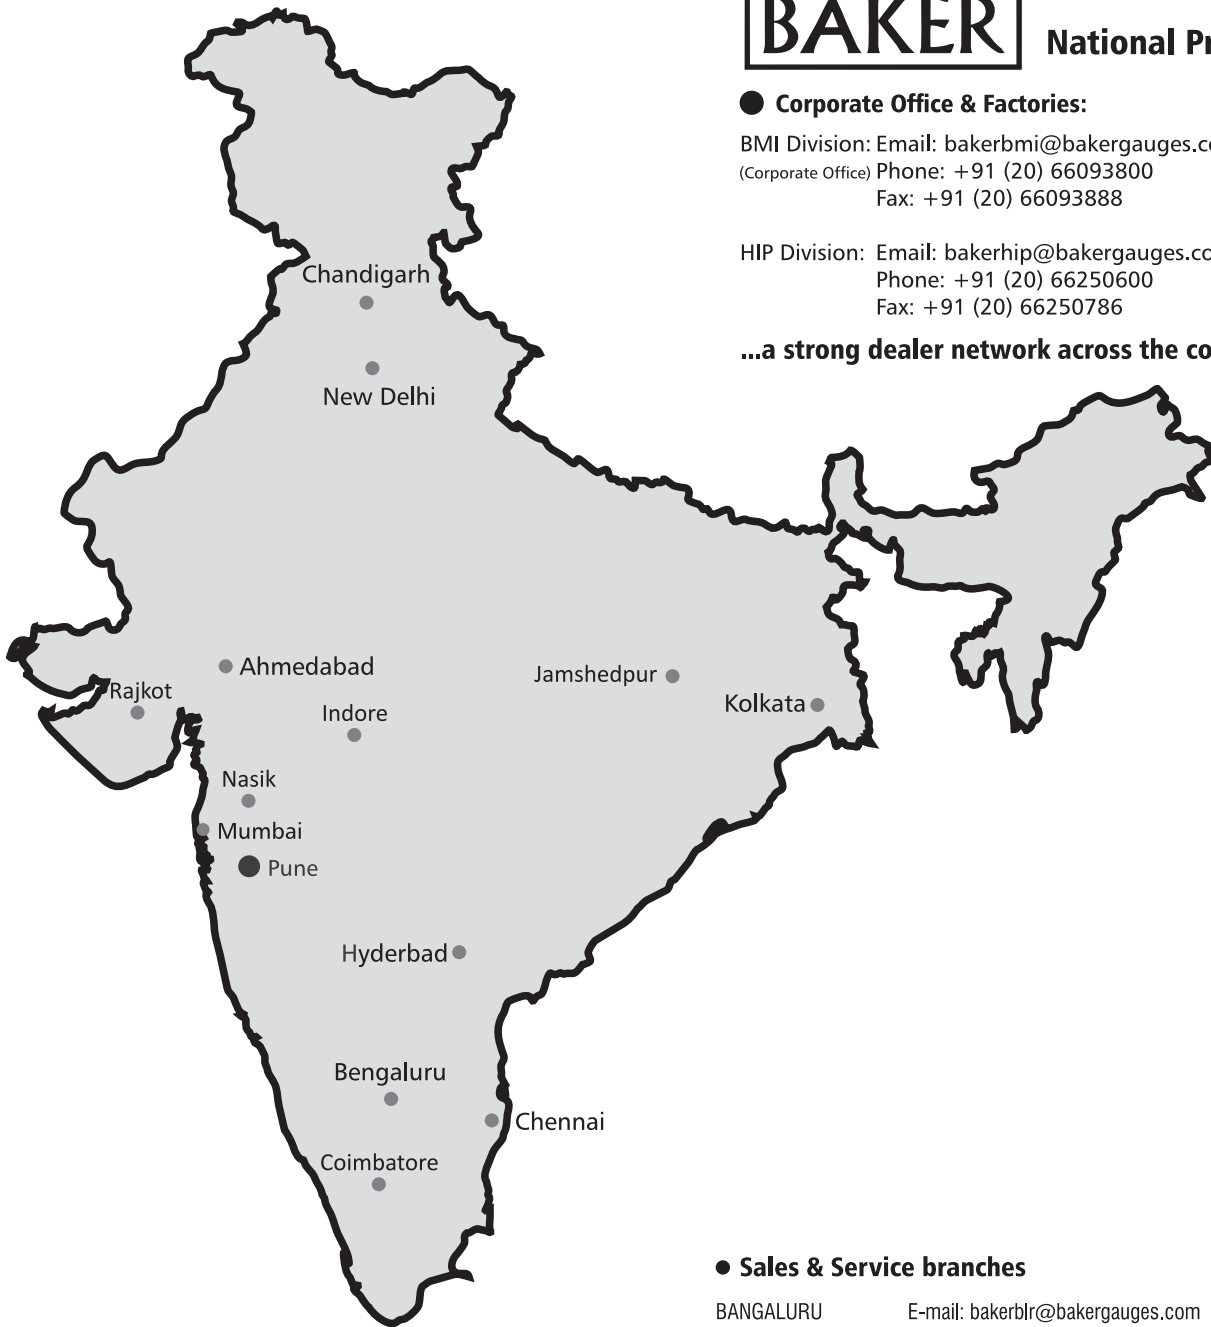 BAKER
National Pr
● Corporate Office & Factories:
BMI Division: Email: bakerbmi@bakergauges.co
(Corporate Office) Phone: +91 (20) 66093800
Fax: +91 (20) 66093888
HIP Division: Email: bakerhip@bakergauges.co
Phone: +91 (20) 66250600
Fax: +91 (20) 66250786
...a strong dealer network across the co
Chandigarh
New Delhi
Ahmedabad
Jamshedpur
Rajkot
Kolkata
Indore
Nasik
Mumbai
Pune
Hyderbad
Bengaluru
Chennai
Coimbatore
● Sales & Service branches
BANGALURU E-mail: bakerblr@bakergauges.com